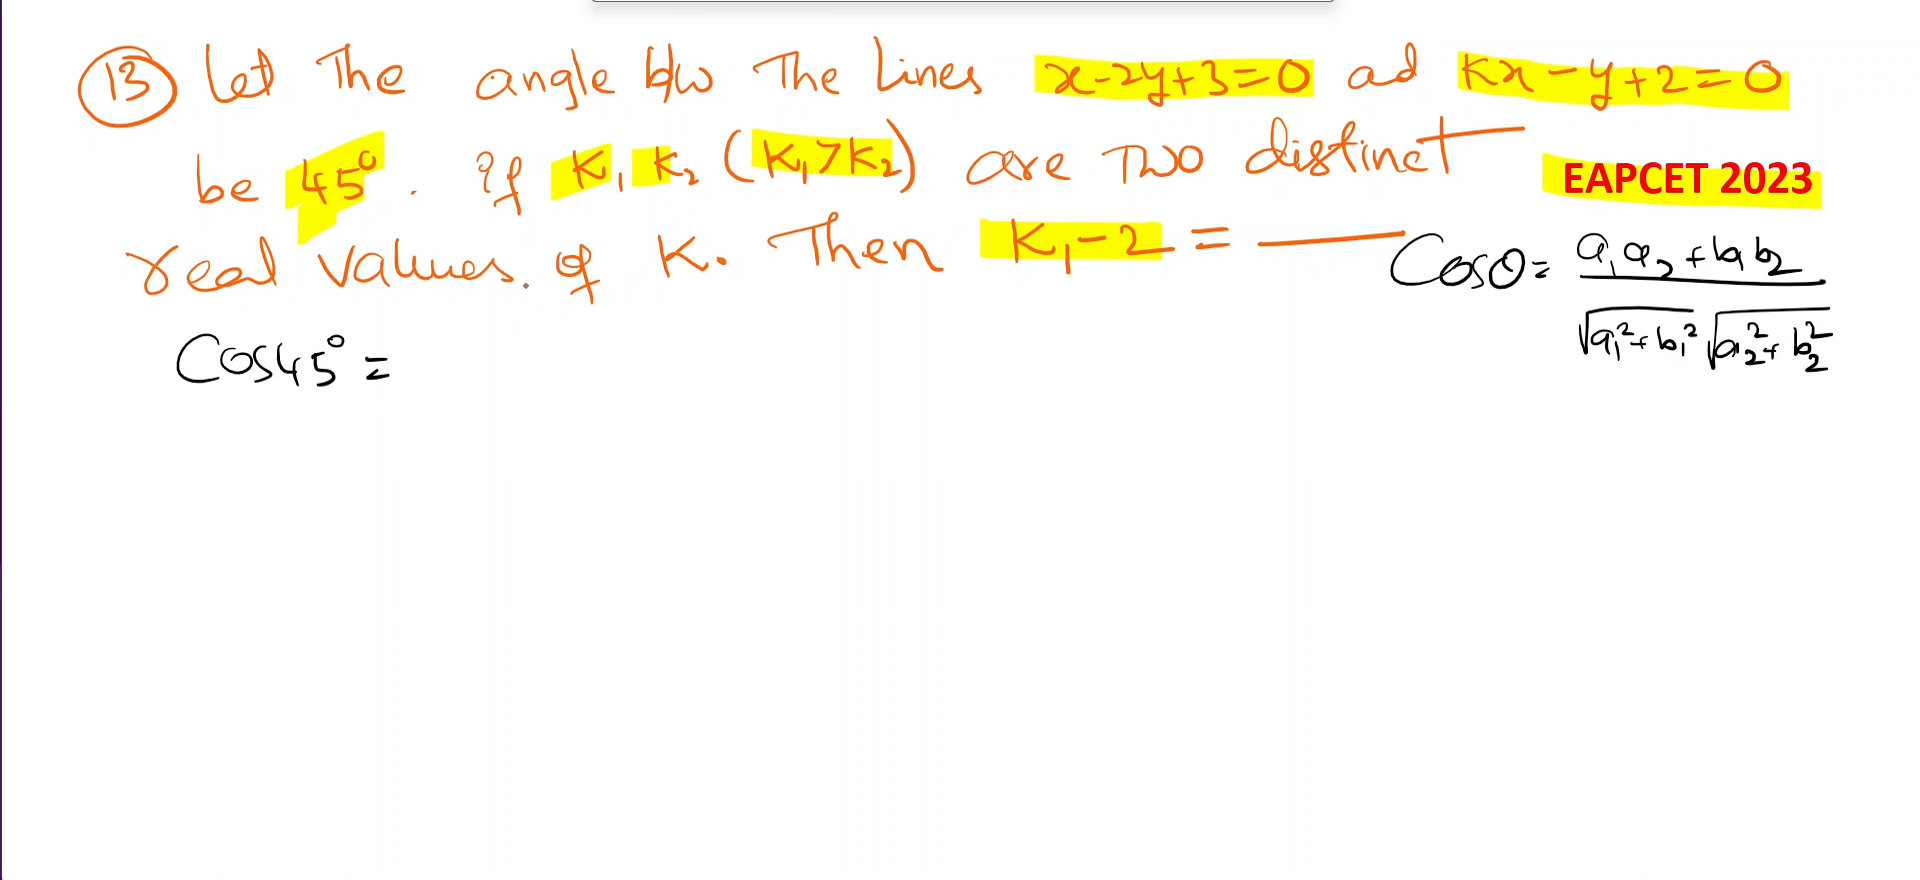 13 Let The angle b/w The Lines x-2y+3=0 ad Kx-y+2=0
be 45°. If K₁ K₂ (K₁>K₂) are Two distinct
EAPCET 2023
real values of K. Then K₁-2 = ___
Cosθ= a₁a₂+b₁b₂ / √a₁²+b₁² √a₂²+b₂²
Cos45° =